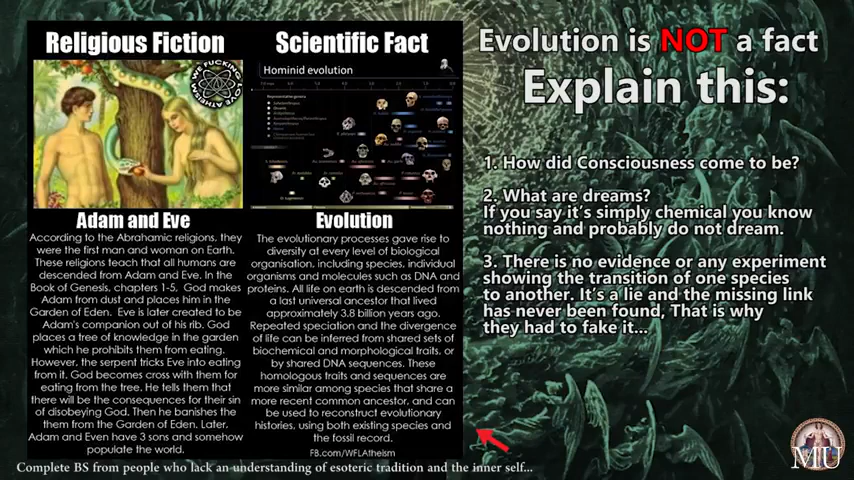 Religious Fiction
WE FUCKING LOVE ATHEISM
Adam and Eve
According to the Abrahamic religions, they
were the first man and woman on Earth.
These religions teach that all humans are
descended from Adam and Eve. In the
Book of Genesis, chapters 1-5, God makes
Adam from dust and places him in the
Garden of Eden. Eve is later created to be
Adam's companion out of his rib. God
places a tree of knowledge in the garden
which he prohibits them from eating.
However, the serpent tricks Eve into eating
from it. God becomes cross with them for
eating from the tree. He tells them that
there will be the consequences for their sin
of disobeying God. Then he banishes the
them from the Garden of Eden. Later,
Adam and Even have 3 sons and somehow
populate the world.
Scientific Fact
Hominid evolution
Evolution
The evolutionary processes gave rise to
diversity at every level of biological
organisation, including species, individual
organisms and molecules such as DNA and
proteins. All life on earth is descended from
a last universal ancestor that lived
approximately 3.8 billion years ago.
Repeated speciation and the divergence
of life can be inferred from shared sets of
biochemical and morphological traits, or
by shared DNA sequences. These
homologous traits and sequences are
more similar among species that share a
more recent common ancestor, and can
be used to reconstruct evolutionary
histories, using both existing species and
the fossil record.
FB.com/WFLAtheism
Evolution is NOT a fact
Explain this:
1. How did Consciousness come to be?
2. What are dreams?
If you say it's simply chemical you know
nothing and probably do not dream.
3. There is no evidence or any experiment
showing the transition of one species
to another. It's a lie and the missing link
has never been found, That is why
they had to fake it...
Complete BS from people who lack an understanding of esoteric tradition and the inner self...
MU